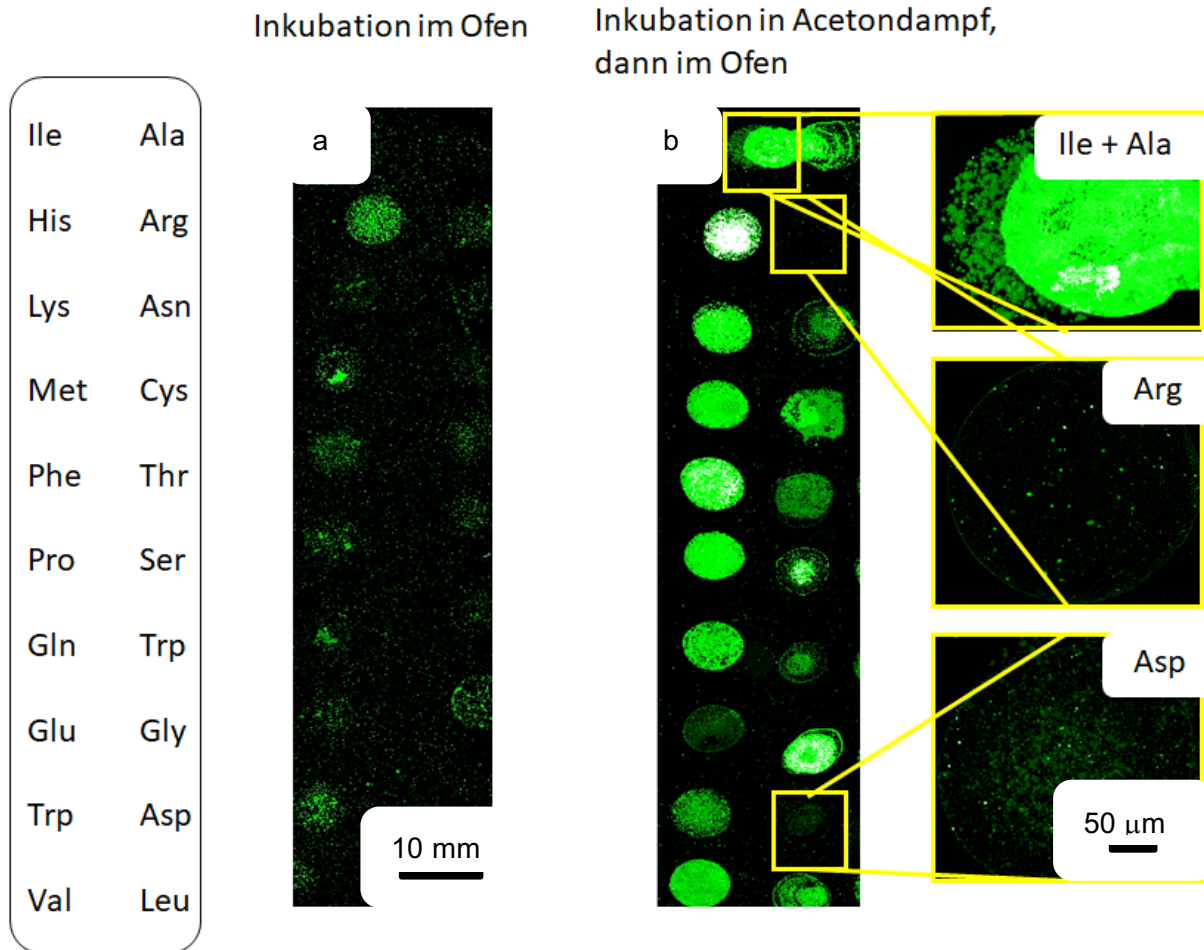 Inkubation im Ofen
Inkubation in Acetondampf,
dann im Ofen
Ile Ala
His Arg
Lys Asn
Met Cys
Phe Thr
Pro Ser
Gln Trp
Glu Gly
Trp Asp
Val Leu
a
10 mm
b
Ile + Ala
Arg
Asp
50 μm